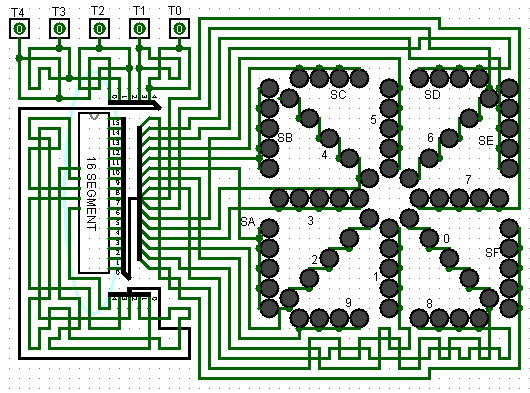 T4 T3 T2 T1 T0
0 0 0 0 0
SC SD
5
SB 4 6 SE
16 SEGMENT
7
SA 3
0 SF
2
1
9 8